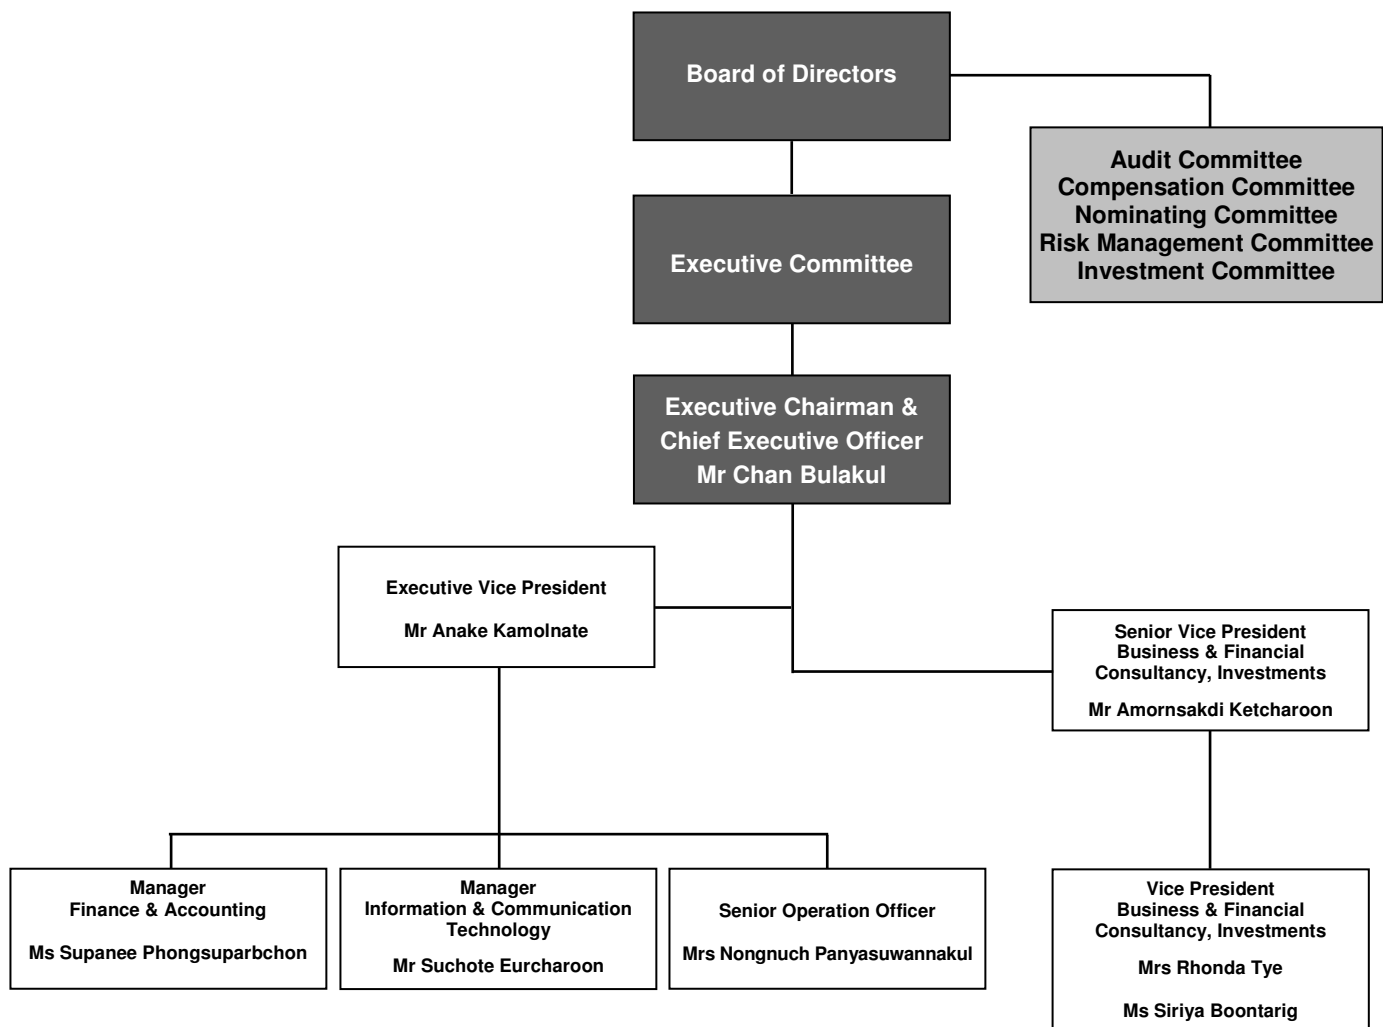 Board of Directors
Audit Committee
Compensation Committee
Nominating Committee
Risk Management Committee
Investment Committee
Executive Committee
Executive Chairman &
Chief Executive Officer
Mr Chan Bulakul
Executive Vice President
Mr Anake Kamolnate
Senior Vice President
Business & Financial
Consultancy, Investments
Mr Amornsakdi Ketcharoon
Manager
Finance & Accounting
Ms Supanee Phongsuparbchon
Manager
Information & Communication
Technology
Mr Suchote Eurcharoon
Senior Operation Officer
Mrs Nongnuch Panyasuwannakul
Vice President
Business & Financial
Consultancy, Investments
Mrs Rhonda Tye
Ms Siriya Boontarig